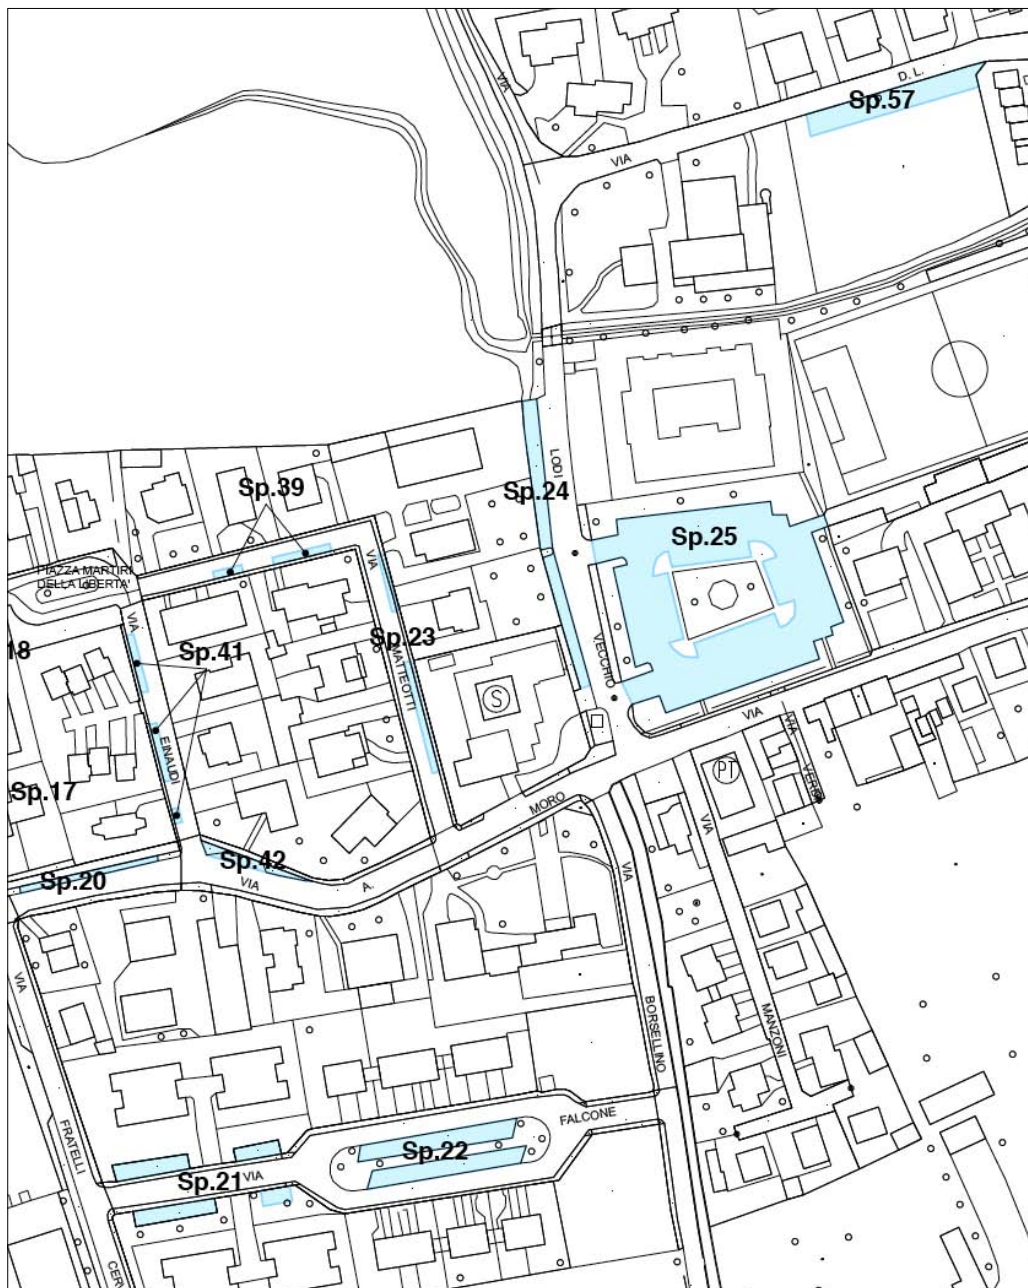 VIA
D. L.
Sp.57
VIA
LODI
Sp.39
Sp.24
Sp.25
VIA
PIAZZA MARTIRI
DELLA LIBERTA'
VIA
18
Sp.41
Sp.23
MATTEOTTI
VECCHIO
S
VIA
VIA
EINAUDI
Sp.17
PT
VERGA
MORO
VIA
Sp.42
VIA
A.
VIA
Sp.20
VIA
BORSELLINO
MANZONI
FRATELLI
FALCONE
Sp.22
Sp.21
VIA
CERV